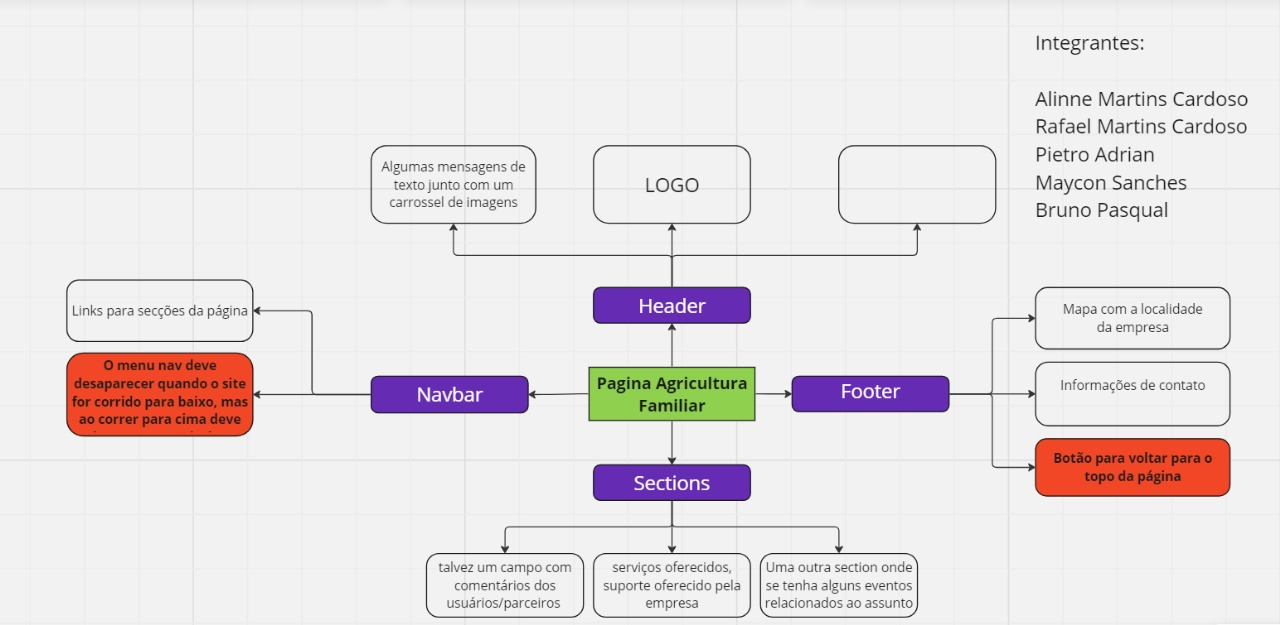 Integrantes:
Alinne Martins Cardoso
Rafael Martins Cardoso
Pietro Adrian
Maycon Sanches
Bruno Pasqual
Algumas mensagens de
texto junto com um
carrossel de imagens
LOGO
Header
Links para secções da página
O menu nav deve
desaparecer quando o site
for corrido para baixo, mas
ao correr para cima deve
Navbar
Pagina Agricultura
Familiar
Footer
Mapa com a localidade
da empresa
Informações de contato
Botão para voltar para o
topo da página
Sections
talvez um campo com
comentários dos
usuários/parceiros
serviços oferecidos,
suporte oferecido pela
empresa
Uma outra section onde
se tenha alguns eventos
relacionados ao assunto